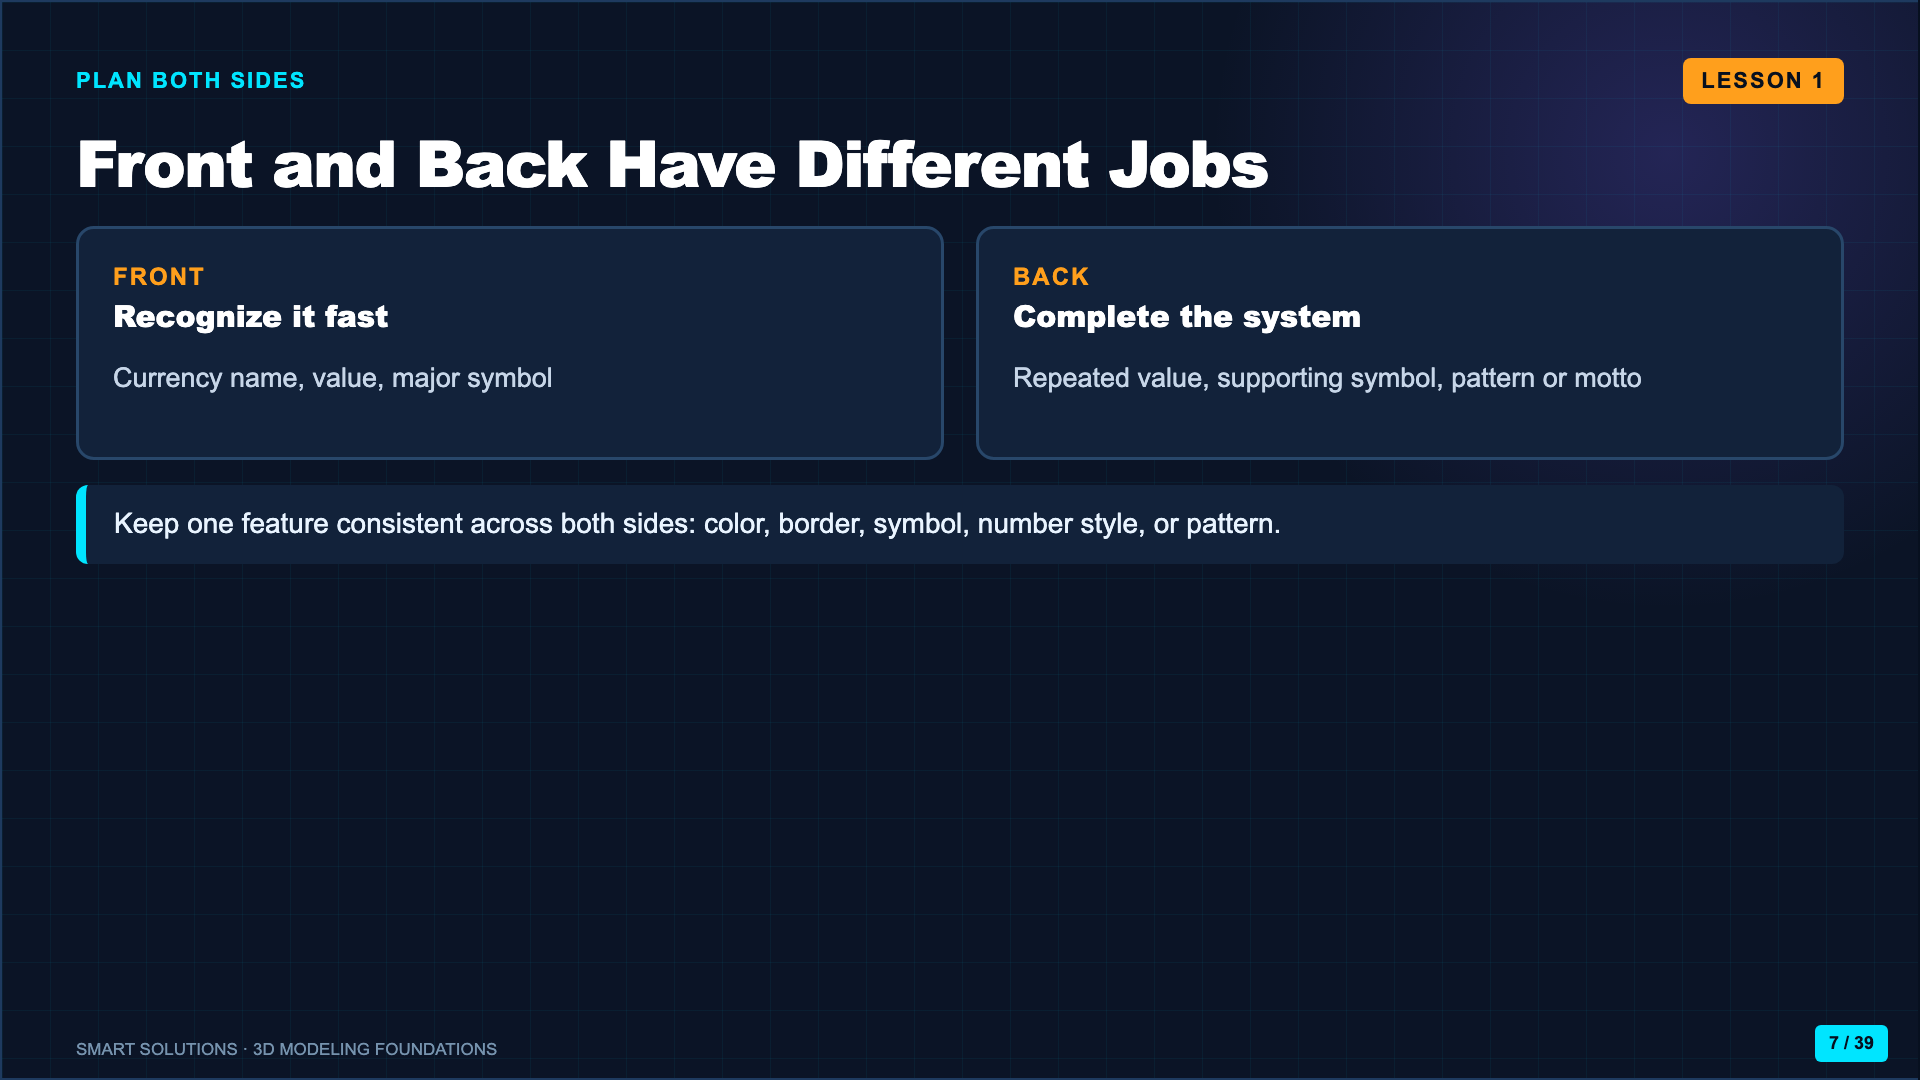 PLAN BOTH SIDES
LESSON 1
Front and Back Have Different Jobs
FRONT
Recognize it fast
Currency name, value, major symbol
BACK
Complete the system
Repeated value, supporting symbol, pattern or motto
Keep one feature consistent across both sides: color, border, symbol, number style, or pattern.
SMART SOLUTIONS · 3D MODELING FOUNDATIONS
7 / 39